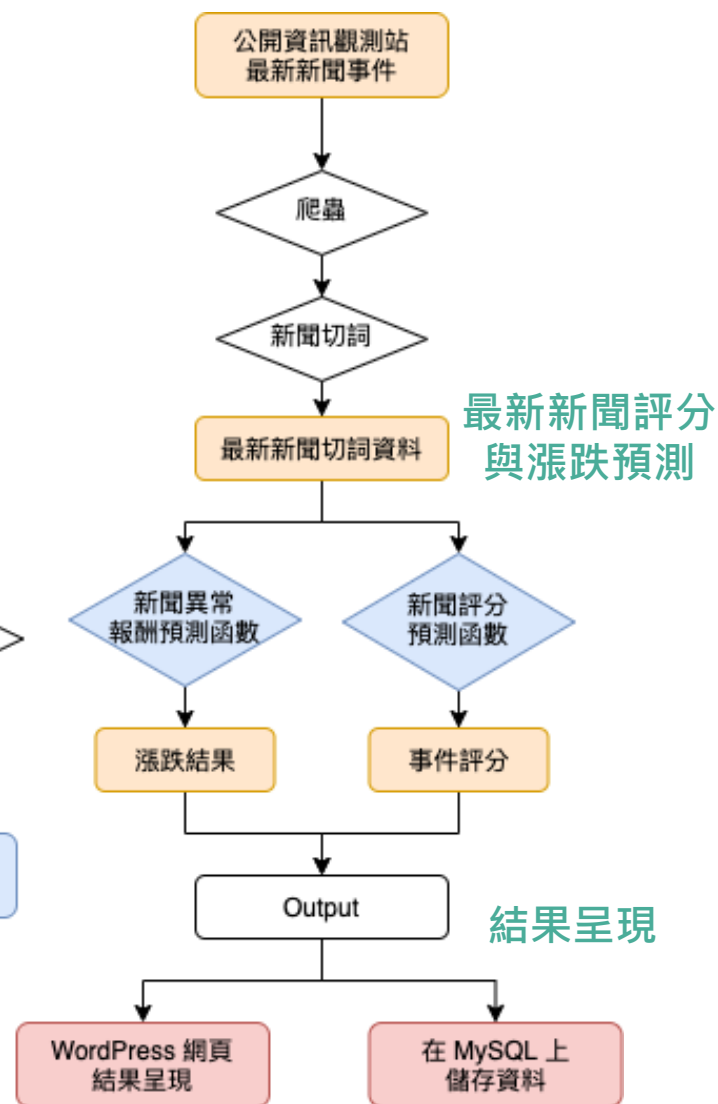 公開資訊觀測站
最新新聞事件
爬蟲
新聞切詞
最新新聞切詞資料
最新新聞評分
與漲跌預測
新聞異常
報酬預測函數
新聞評分
預測函數
漲跌結果
事件評分
Output
結果呈現
WordPress 網頁
結果呈現
在 MySQL 上
儲存資料